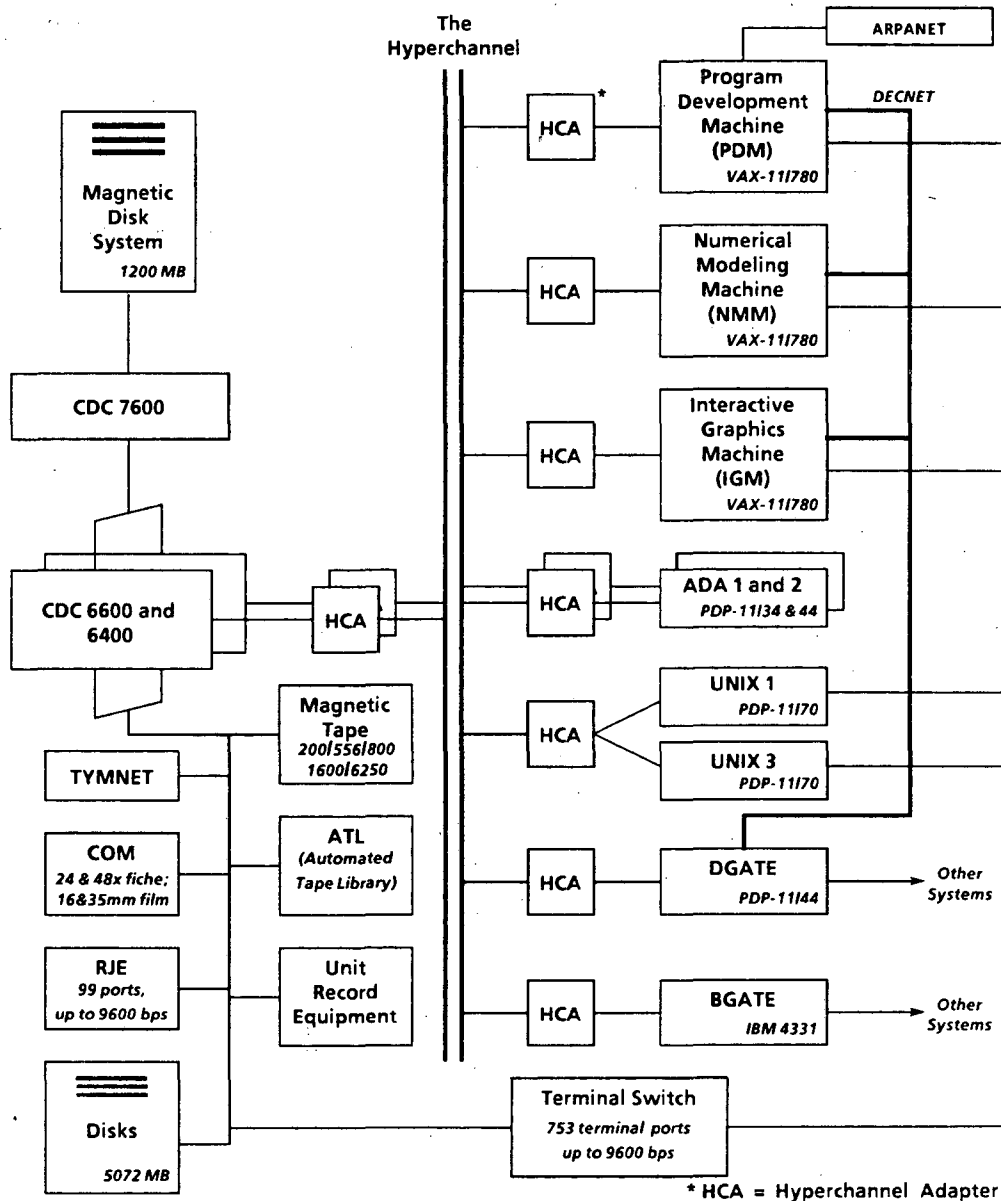 The
Hyperchannel
ARPANET
Magnetic
Disk
System
1200 MB
CDC 7600
CDC 6600 and
6400
HCA
Magnetic
Tape
200/556/800
1600/6250
TYMNET
COM
24 & 48x fiche;
16&35mm film
ATL
(Automated
Tape Library)
RJE
99 ports,
up to 9600 bps
Unit
Record
Equipment
Disks
5072 MB
HCA
*
Program
Development
Machine
(PDM)
VAX-11/780
DECNET
HCA
Numerical
Modeling
Machine
(NMM)
VAX-11/780
HCA
Interactive
Graphics
Machine
(IGM)
VAX-11/780
HCA
ADA 1 and 2
PDP-11/34 & 44
HCA
UNIX 1
PDP-11/70
UNIX 3
PDP-11/70
HCA
DGATE
PDP-11/44
Other
Systems
HCA
BGATE
IBM 4331
Other
Systems
Terminal Switch
753 terminal ports
up to 9600 bps
* HCA = Hyperchannel Adapter